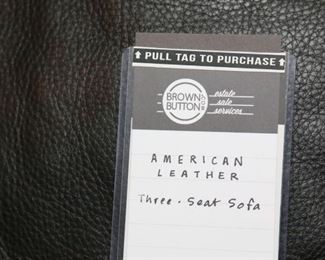 ↑ PULL TAG TO PURCHASE ↑
BROWN
BUTTON
estate
sale
services
AMERICAN
LEATHER
Three-Seat Sofa